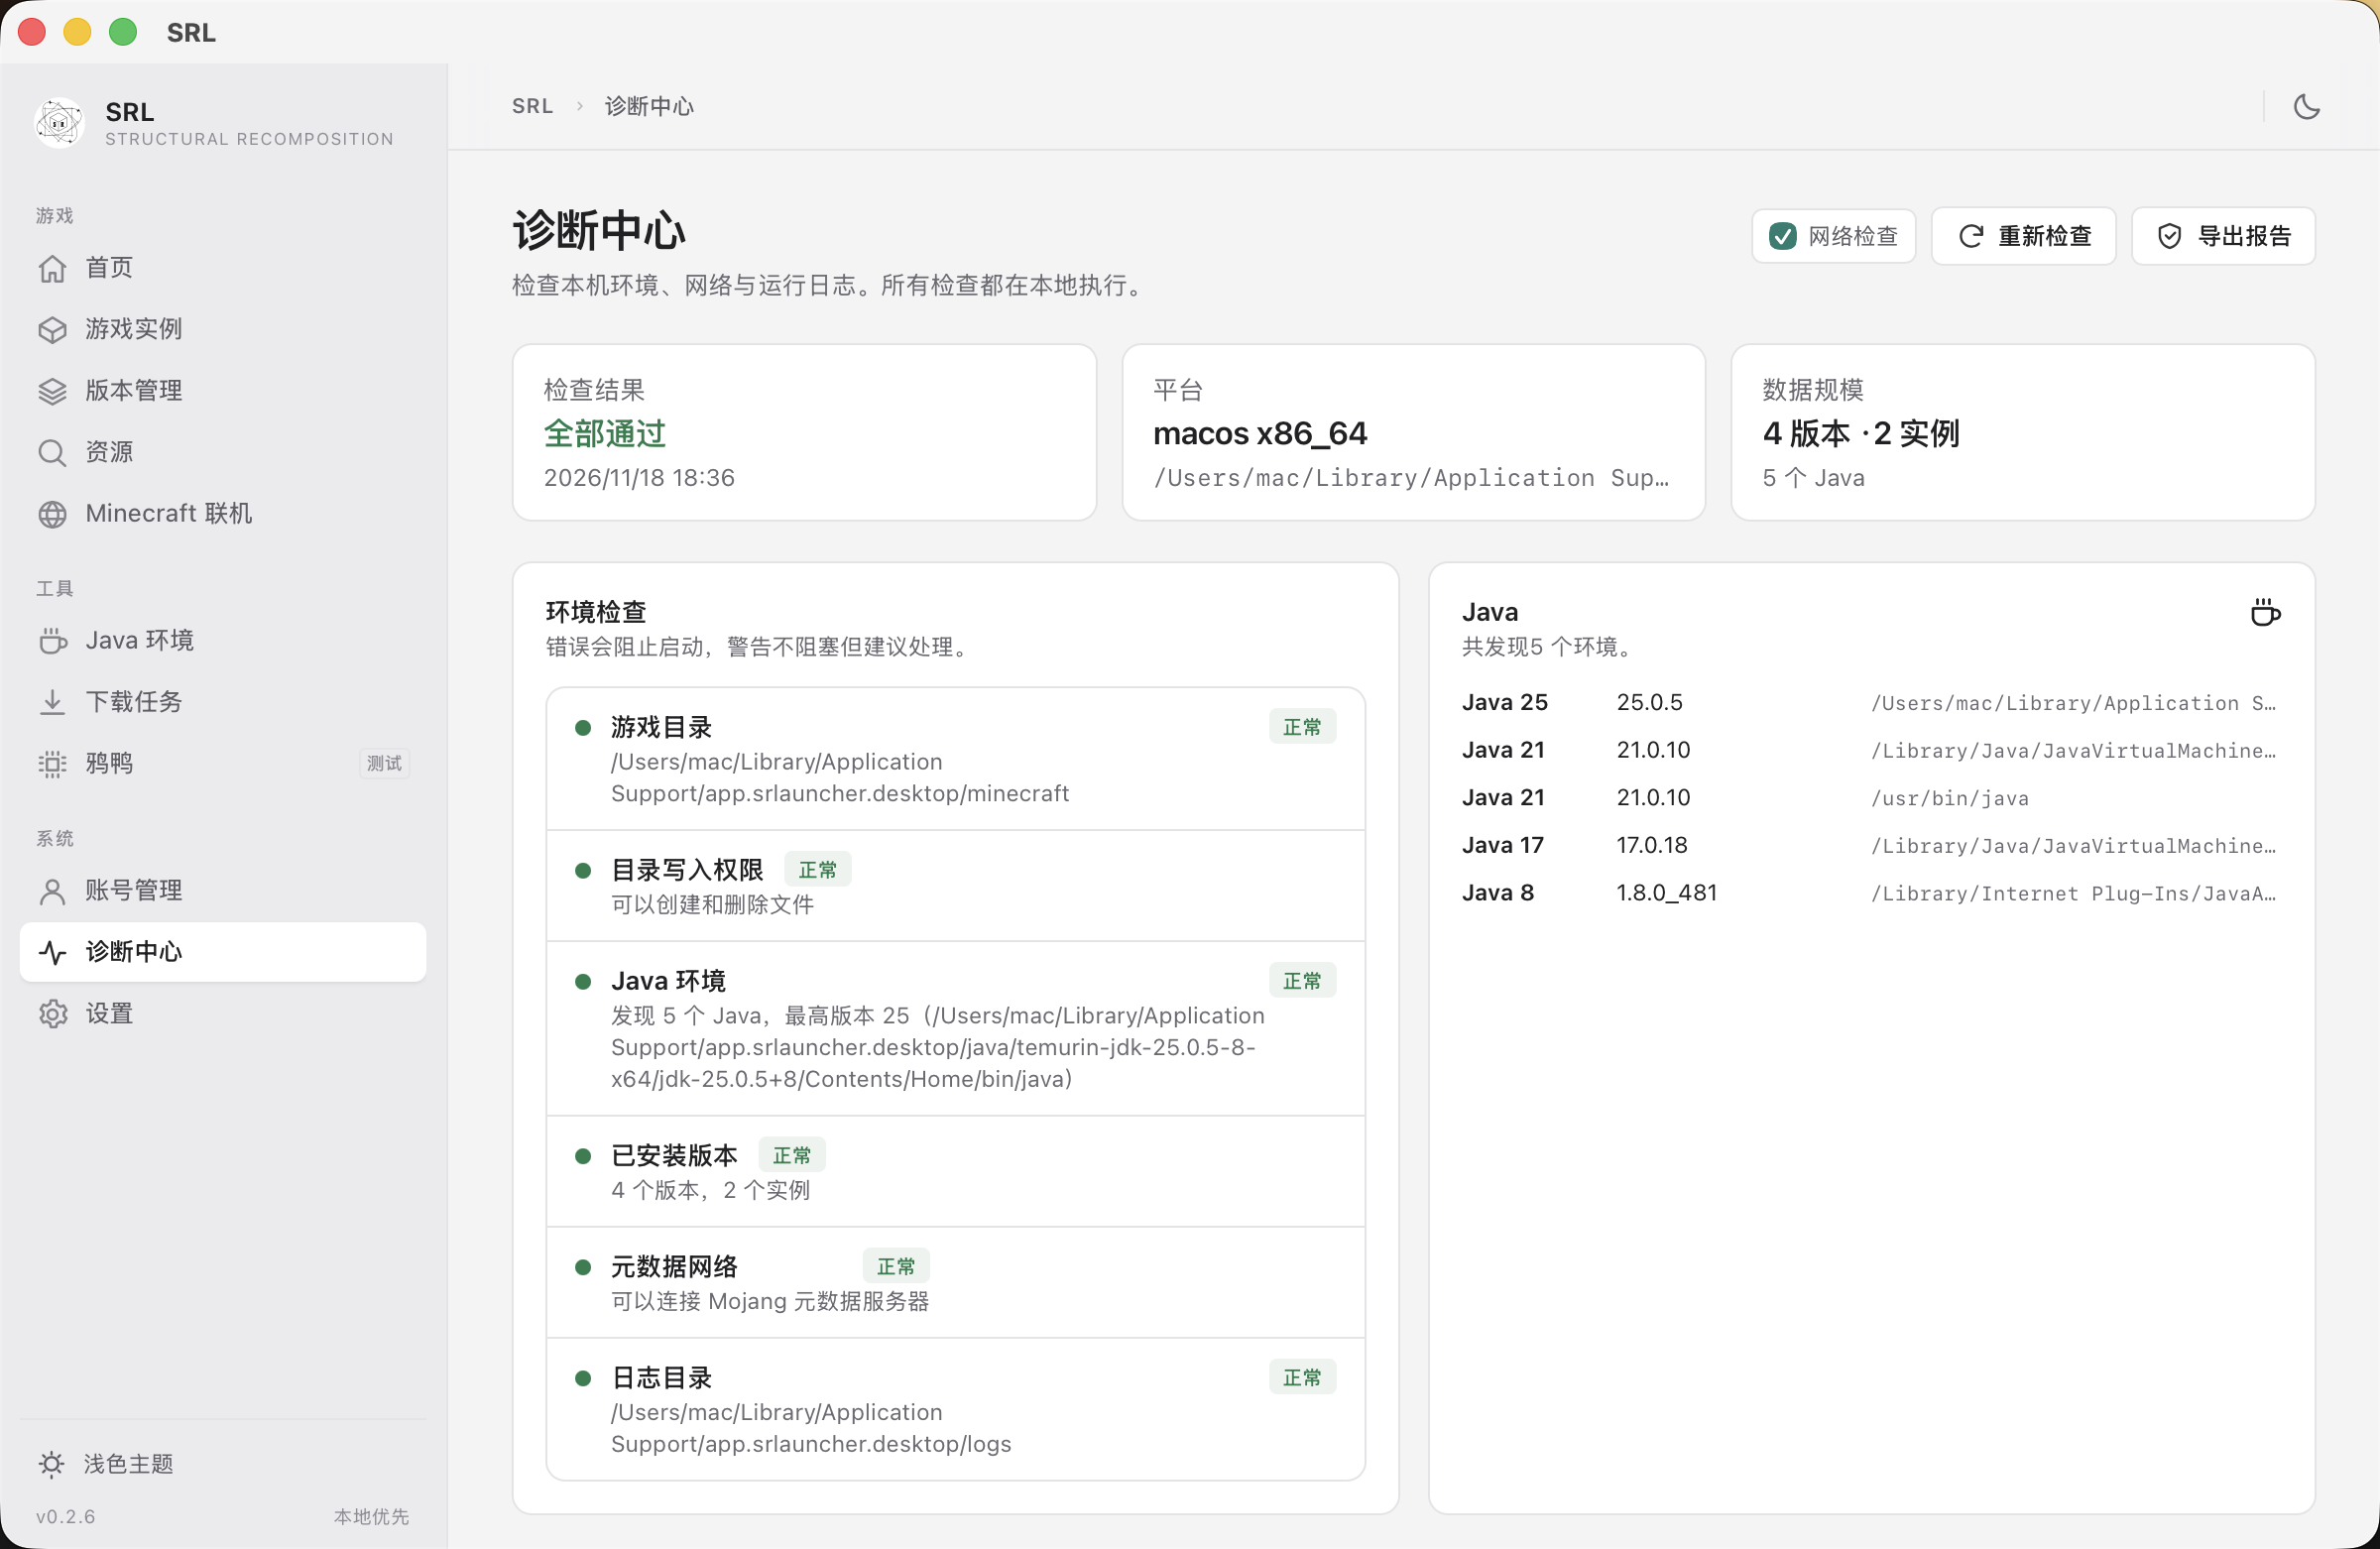 SRL
SRL
STRUCTURAL RECOMPOSITION
游戏
首页
游戏实例
版本管理
资源
Minecraft 联机
工具
Java 环境
下载任务
鸦鸭
测试
系统
账号管理
诊断中心
设置
浅色主题
v0.2.6
本地优先
SRL › 诊断中心
诊断中心
检查本机环境、网络与运行日志。所有检查都在本地执行。
网络检查
重新检查
导出报告
检查结果
全部通过
2026/11/18 18:36
平台
macos x86_64
/Users/mac/Library/Application Sup…
数据规模
4 版本 ·2 实例
5 个 Java
环境检查
错误会阻止启动，警告不阻塞但建议处理。
游戏目录
正常
/Users/mac/Library/Application
Support/app.srlauncher.desktop/minecraft
目录写入权限
正常
可以创建和删除文件
Java 环境
正常
发现 5 个 Java，最高版本 25（/Users/mac/Library/Application
Support/app.srlauncher.desktop/java/temurin-jdk-25.0.5-8-
x64/jdk-25.0.5+8/Contents/Home/bin/java）
已安装版本
正常
4 个版本，2 个实例
元数据网络
正常
可以连接 Mojang 元数据服务器
日志目录
正常
/Users/mac/Library/Application
Support/app.srlauncher.desktop/logs
Java
共发现5 个环境。
Java 25 25.0.5 /Users/mac/Library/Application S…
Java 21 21.0.10 /Library/Java/JavaVirtualMachine…
Java 21 21.0.10 /usr/bin/java
Java 17 17.0.18 /Library/Java/JavaVirtualMachine…
Java 8 1.8.0_481 /Library/Internet Plug-Ins/JavaA…